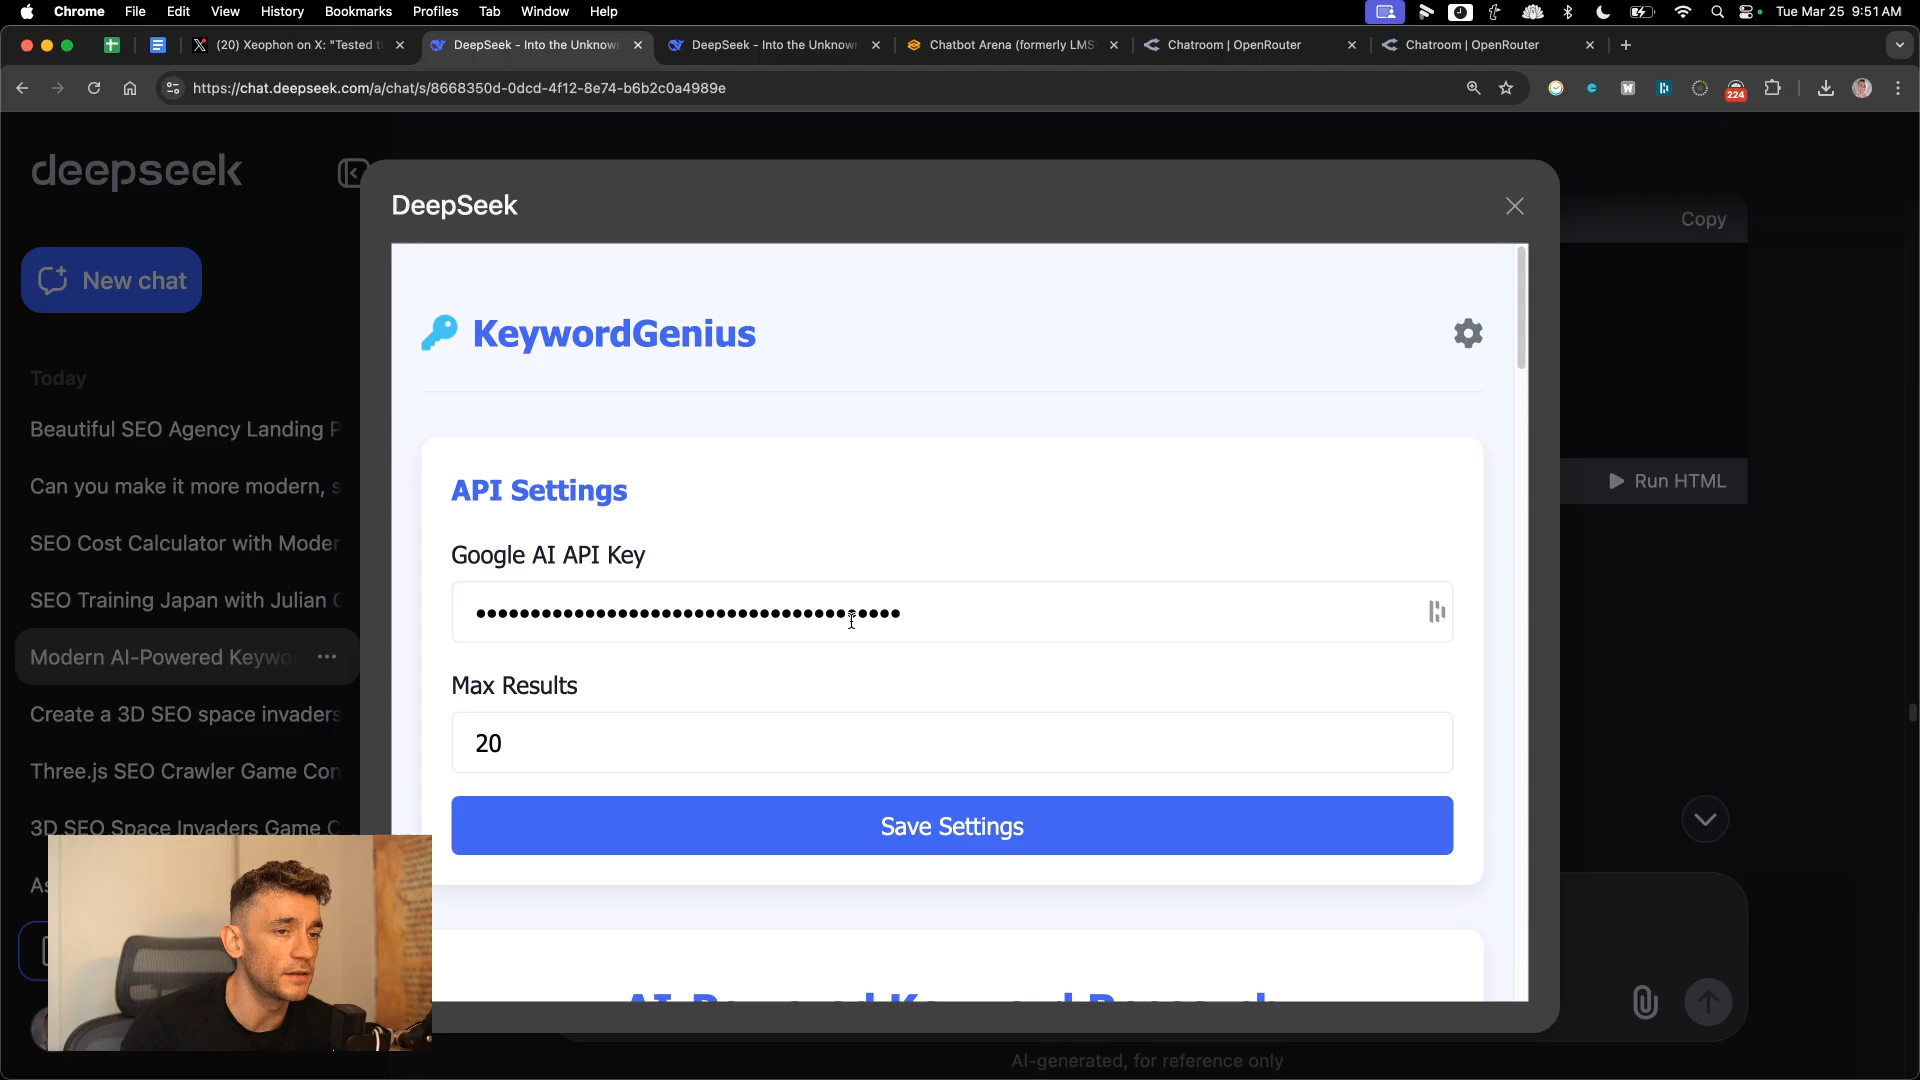 Chrome File Edit View History Bookmarks Profiles Tab Window Help Tue Mar 25 9:51 AM
(20) Xeophon on X: "Tested t DeepSeek - Into the Unknown DeepSeek - Into the Unknown Chatbot Arena (formerly LMS Chatroom | OpenRouter Chatroom | OpenRouter
https://chat.deepseek.com/a/chat/s/8668350d-0dcd-4f12-8e74-b6b2c0a4989e 224
deepseek
New chat
Today
Beautiful SEO Agency Landing P
Can you make it more modern, s
SEO Cost Calculator with Moder
SEO Training Japan with Julian
Modern AI-Powered Keywo
Create a 3D SEO space invaders
Three.js SEO Crawler Game Con
3D SEO Space Invaders Game C
As
DeepSeek
KeywordGenius
API Settings
Google AI API Key
Max Results
20
Save Settings
AI-Powered Keyword Research
Copy
Run HTML
AI-generated, for reference only